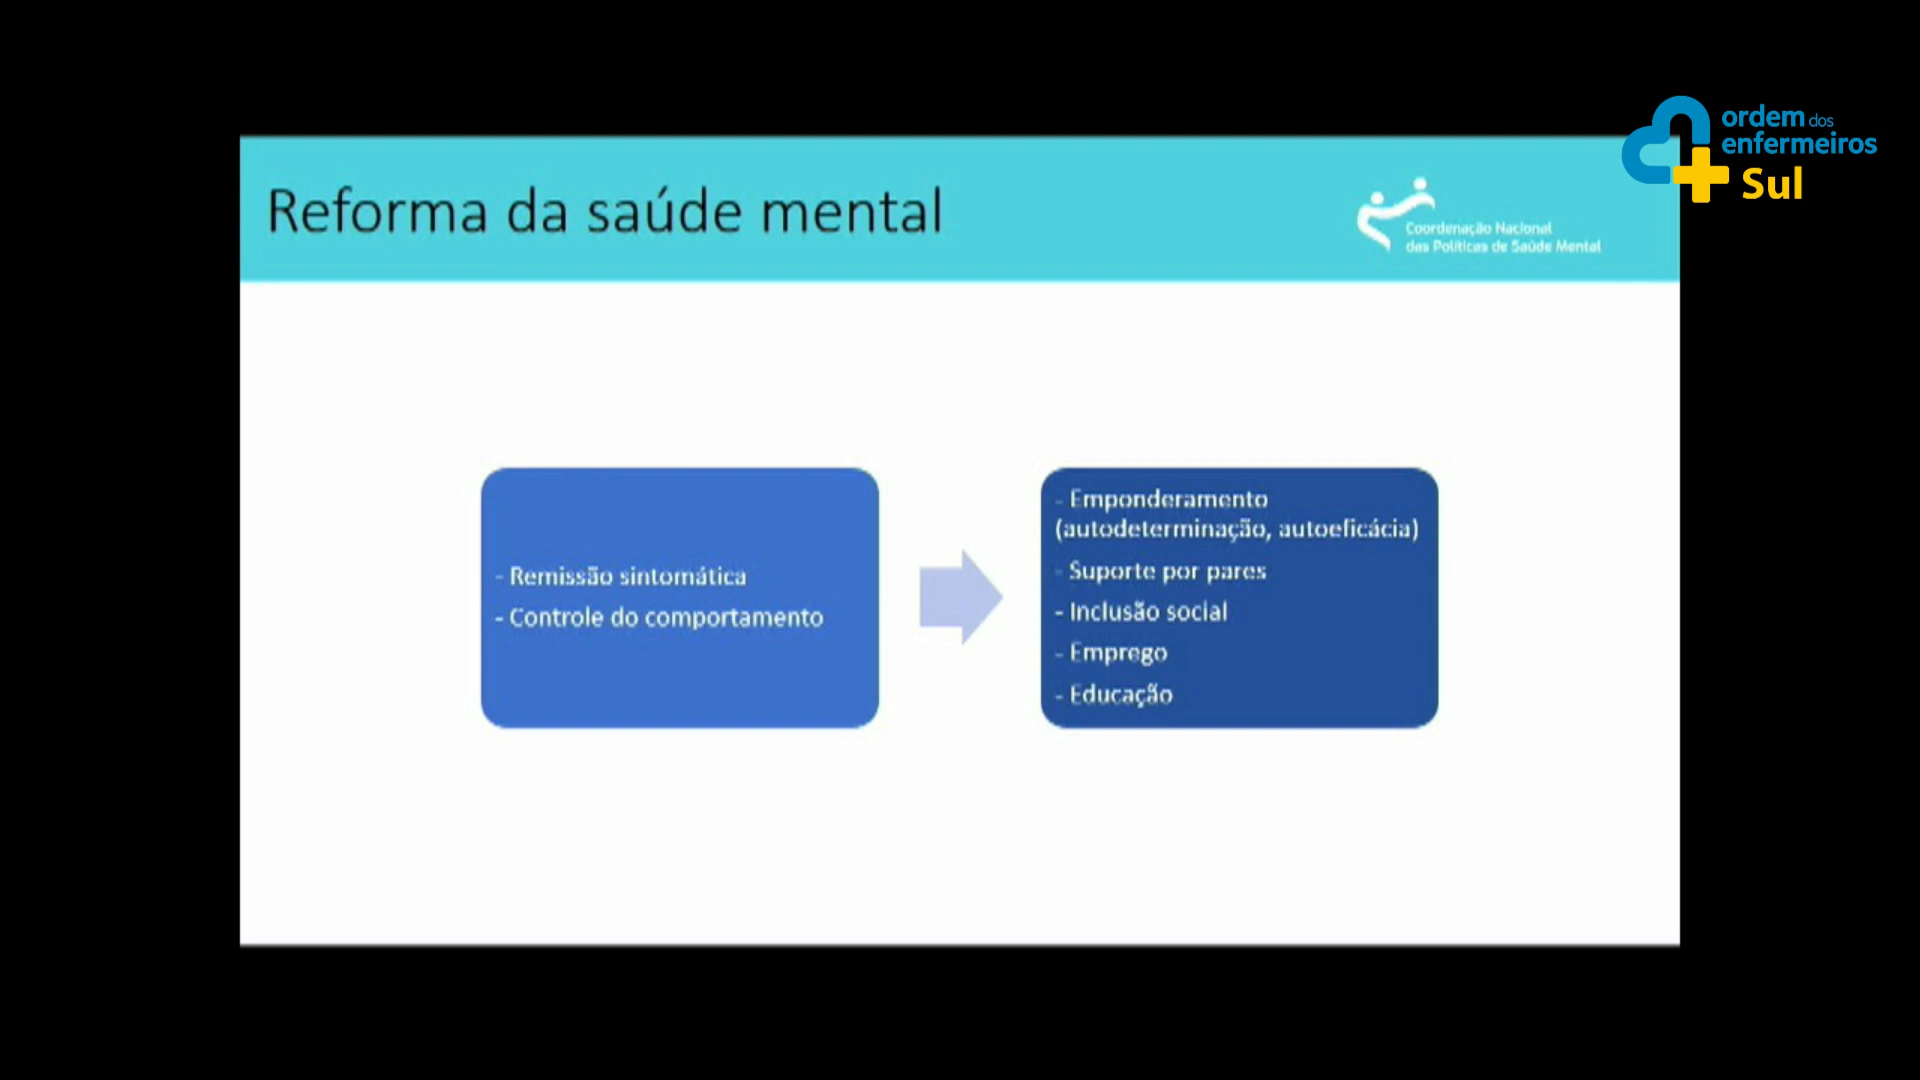 ordem dos
enfermeiros
Sul
Reforma da saúde mental
Coordenação Nacional
das Políticas de Saúde Mental
- Remissão sintomática
- Controle do comportamento
- Emponderamento
(autodeterminação, autoeficácia)
- Suporte por pares
- Inclusão social
- Emprego
- Educação